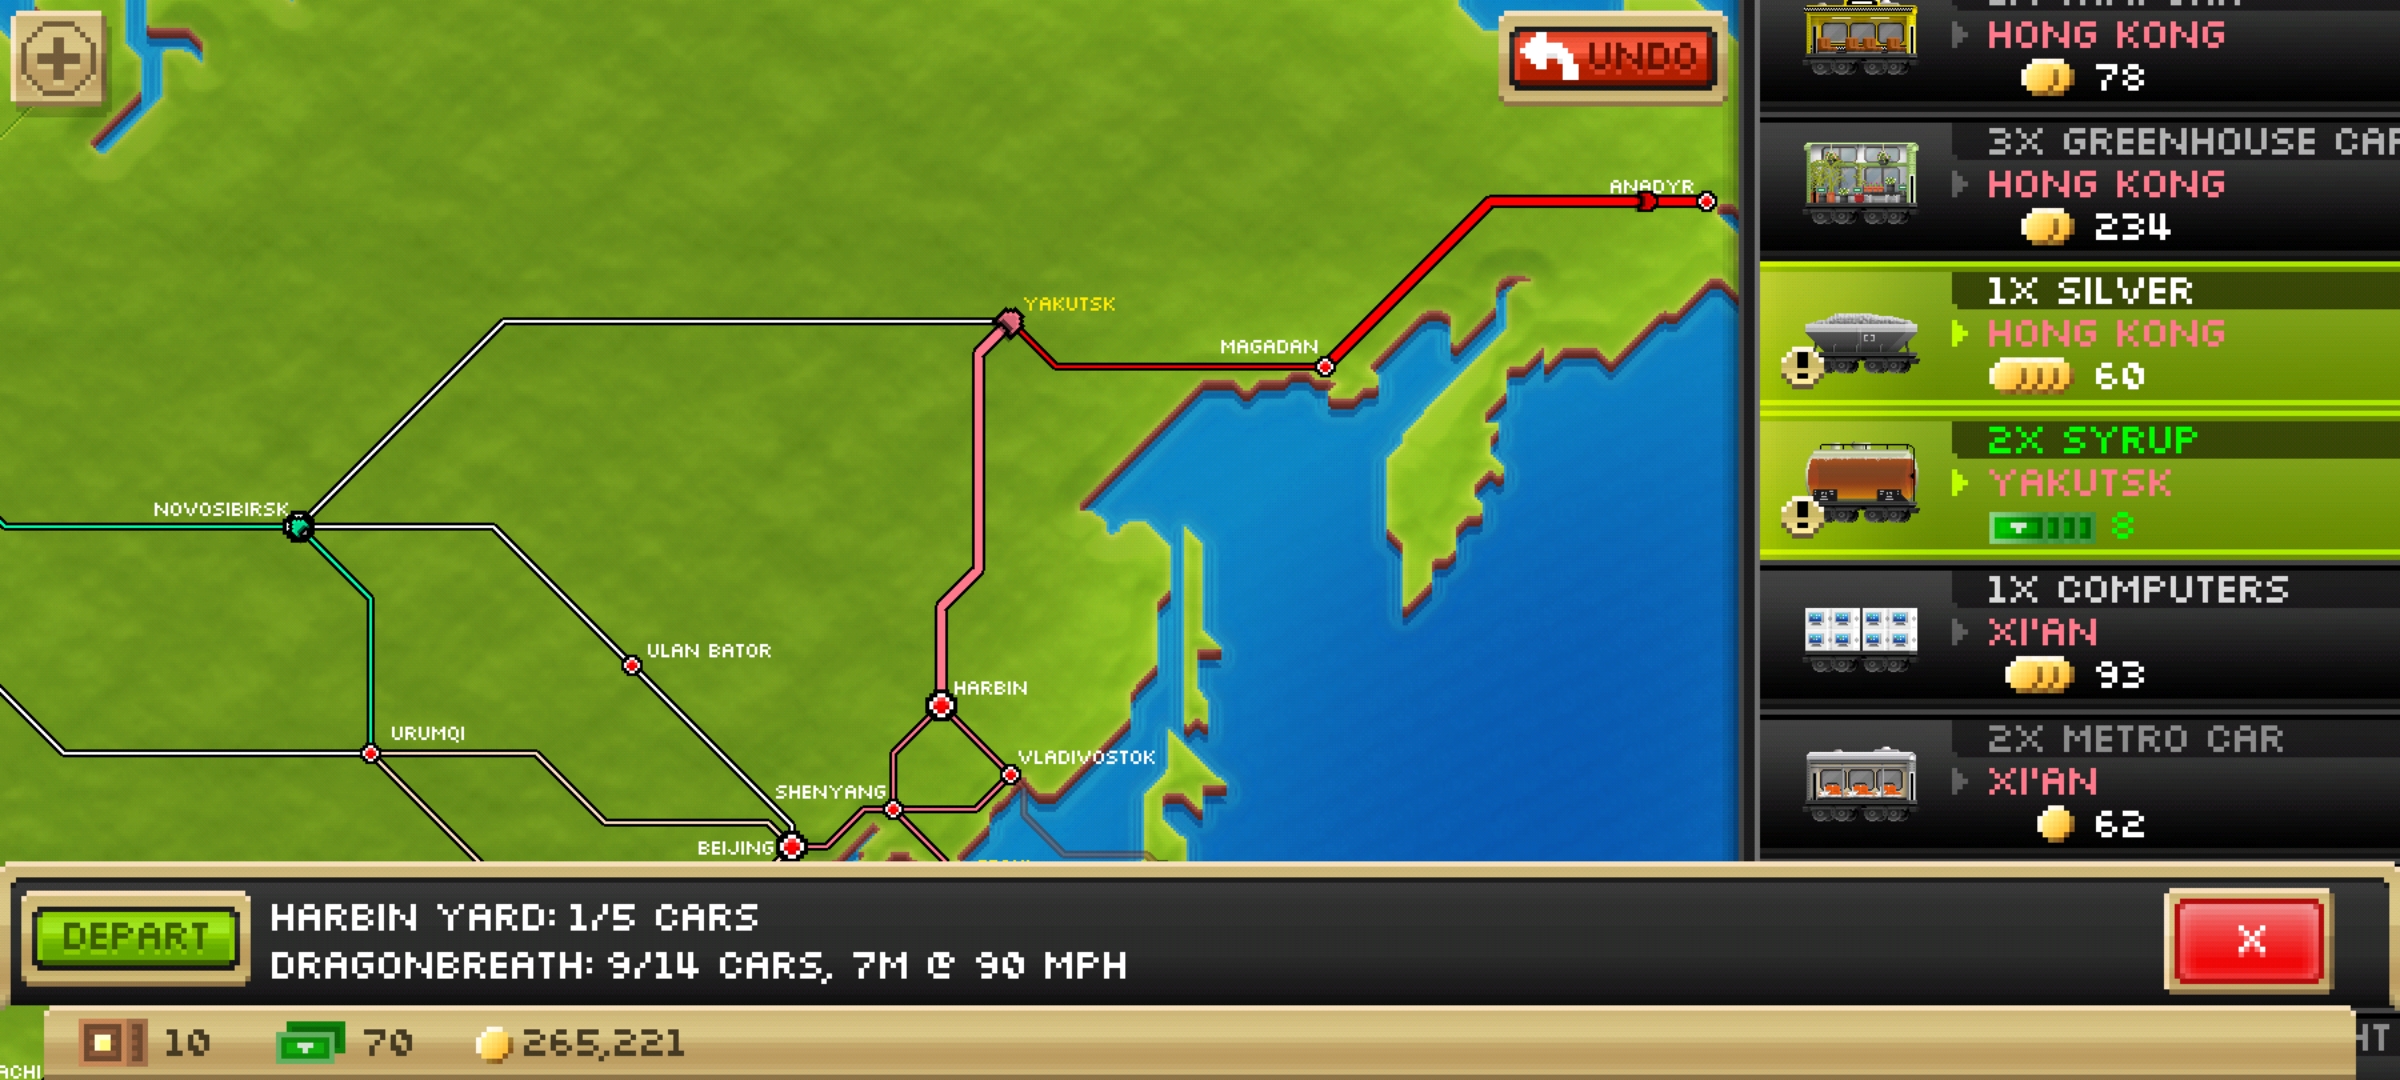 UNDO
ANADYR
YAKUTSK
MAGADAN
NOVOSIBIRSK
ULAN BATOR
HARBIN
URUMQI
VLADIVOSTOK
SHENYANG
BEIJING
HONG KONG
78
3X GREENHOUSE CAR
HONG KONG
234
1X SILVER
HONG KONG
60
2X SYRUP
YAKUTSK
8
1X COMPUTERS
XI'AN
93
2X METRO CAR
XI'AN
62
DEPART
HARBIN YARD: 1/5 CARS
DRAGONBREATH: 9/14 CARS, 7M @ 90 MPH
X
10
70
265,221
HT
ACHI